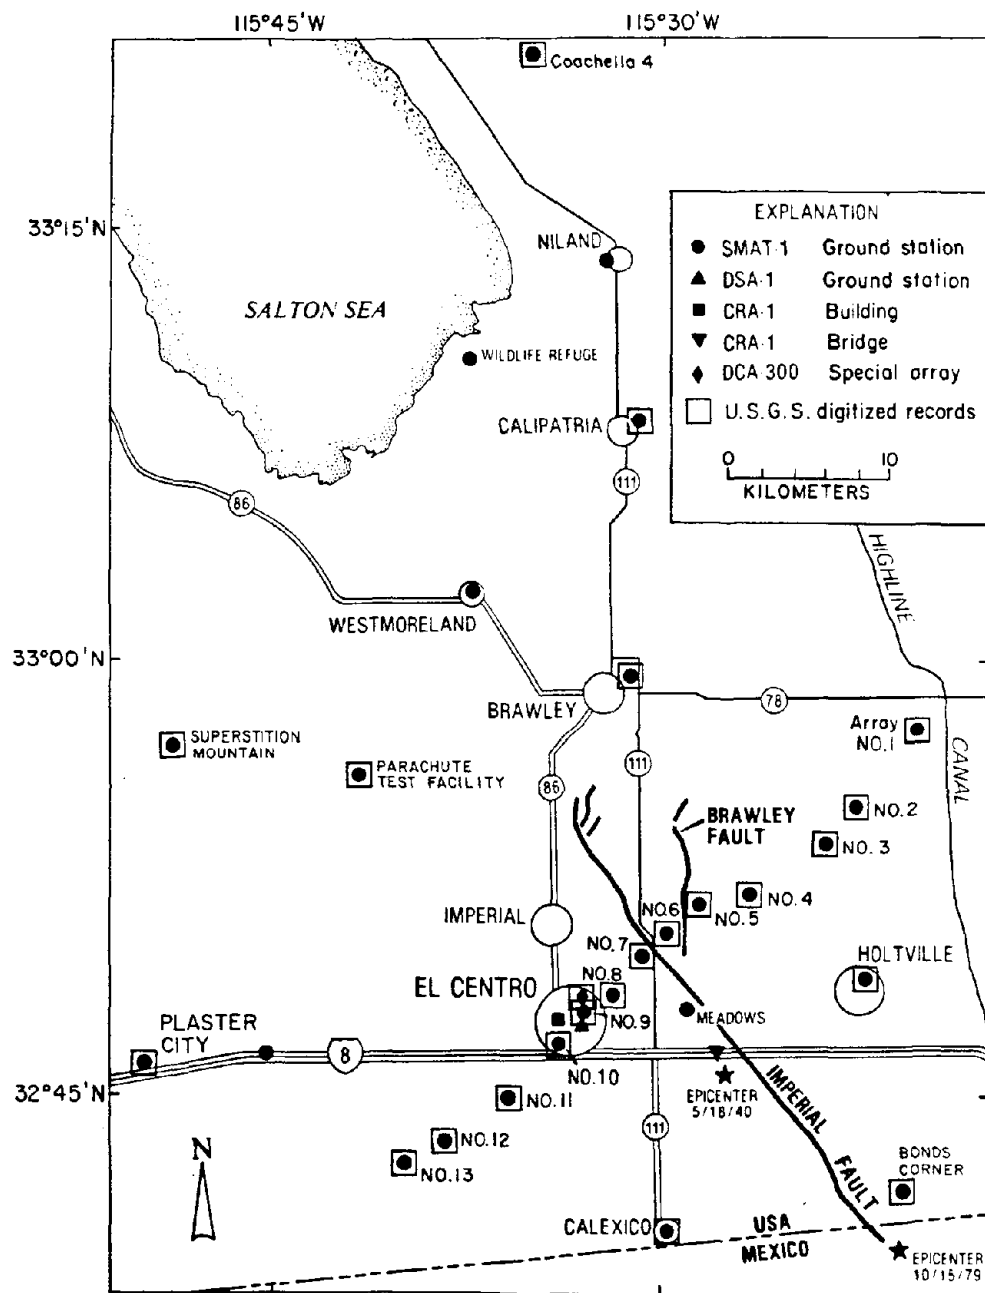 115°45'W
115°30'W
Coachella 4
33°15'N
NILAND
SALTON SEA
WILDLIFE REFUGE
CALIPATRIA
EXPLANATION
SMAT-1 Ground station
DSA-1 Ground station
CRA-1 Building
CRA-1 Bridge
DCA-300 Special array
U.S.G.S. digitized records
0 10
KILOMETERS
111
86
HIGHLINE
WESTMORELAND
33°00'N
BRAWLEY
78
SUPERSTITION
MOUNTAIN
PARACHUTE
TEST FACILITY
86
111
Array
NO.1
CANAL
BRAWLEY
FAULT
NO.2
NO.3
NO.4
NO.5
IMPERIAL
NO.6
NO.7
HOLTVILLE
EL CENTRO
NO.8
NO.9
MEADOWS
PLASTER
CITY
8
NO.10
32°45'N
NO.11
EPICENTER
5/18/40
IMPERIAL
FAULT
111
NO.12
NO.13
N
BONDS
CORNER
CALEXICO
USA
MEXICO
EPICENTER
10/15/79